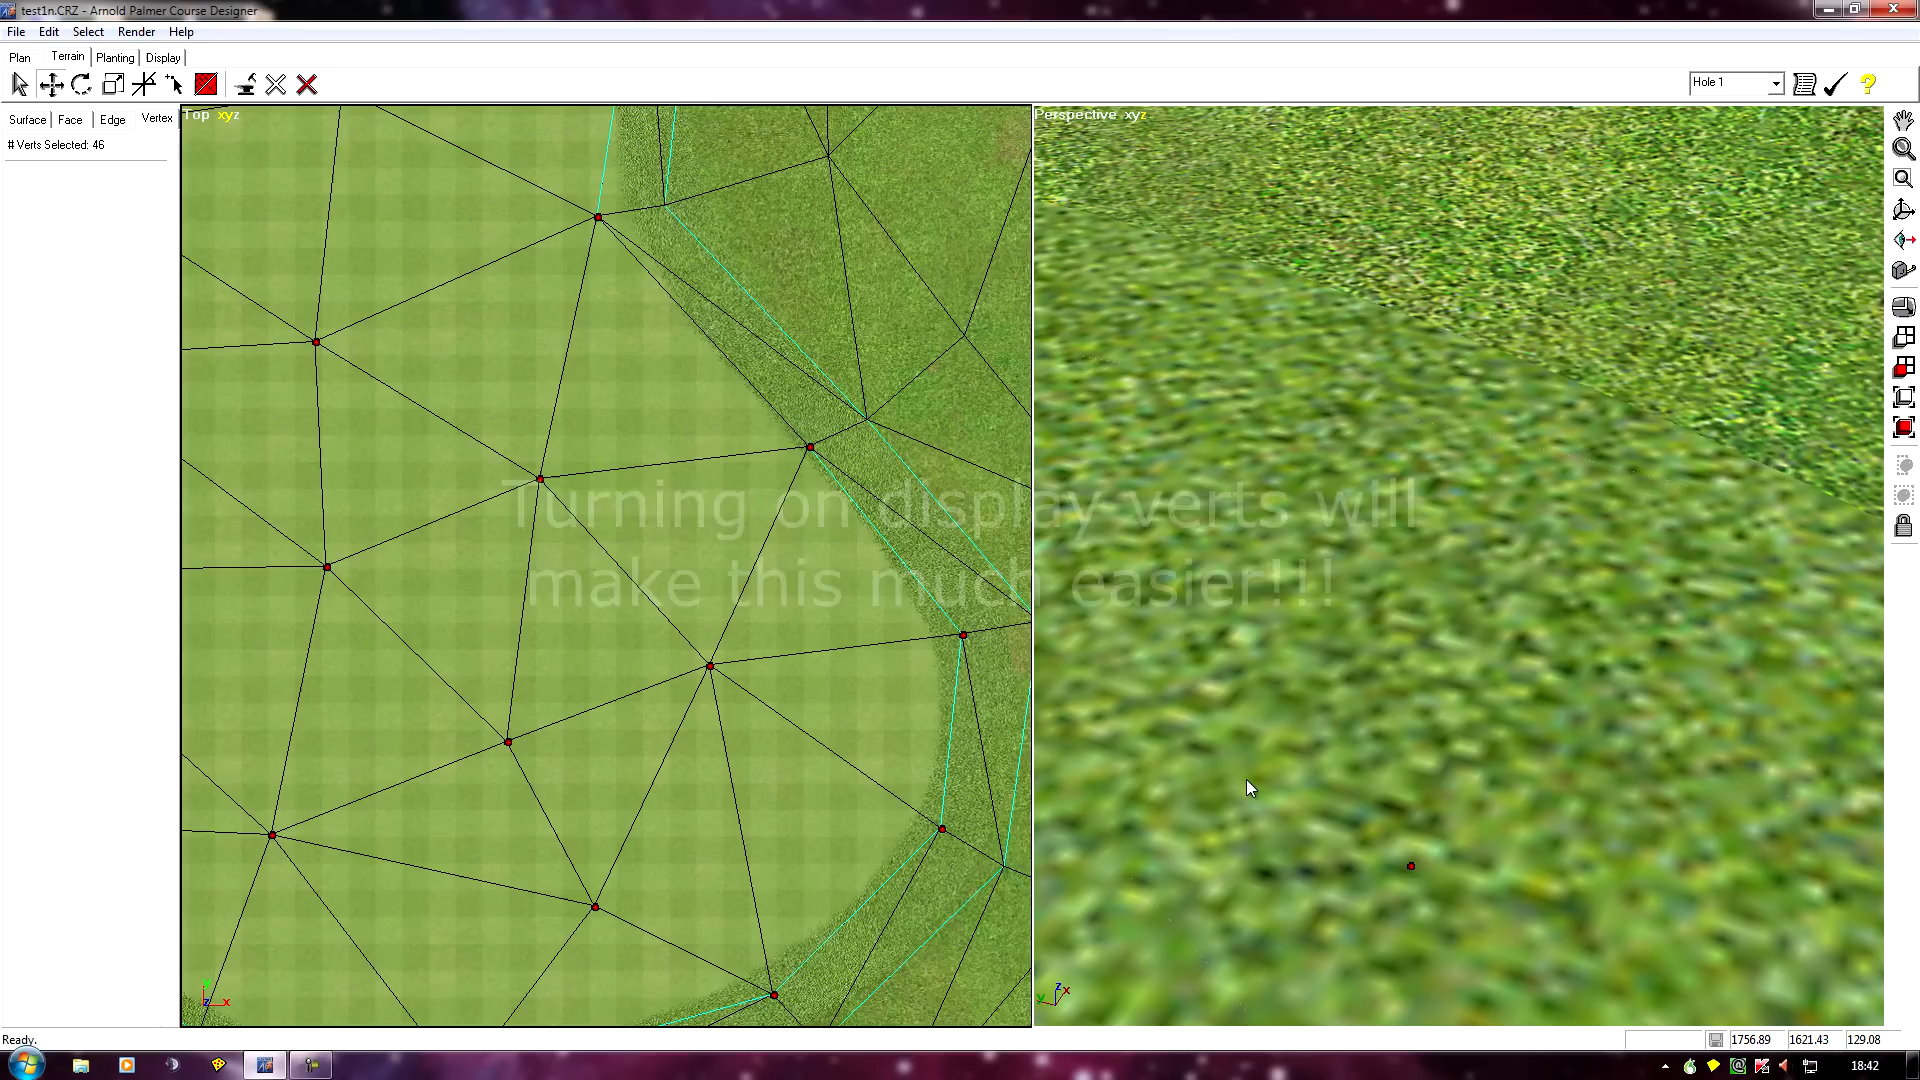 test1n.CRZ - Arnold Palmer Course Designer
File Edit Select Render Help
Plan Terrain Planting Display
Hole 1
Surface Face Edge Vertex
# Verts Selected: 46
Top xyz
Perspective xyz
Turning on display verts will
make this much easier!!!
y
z x
z
y x
Ready.
1756.89 1621.43 129.08
18:42